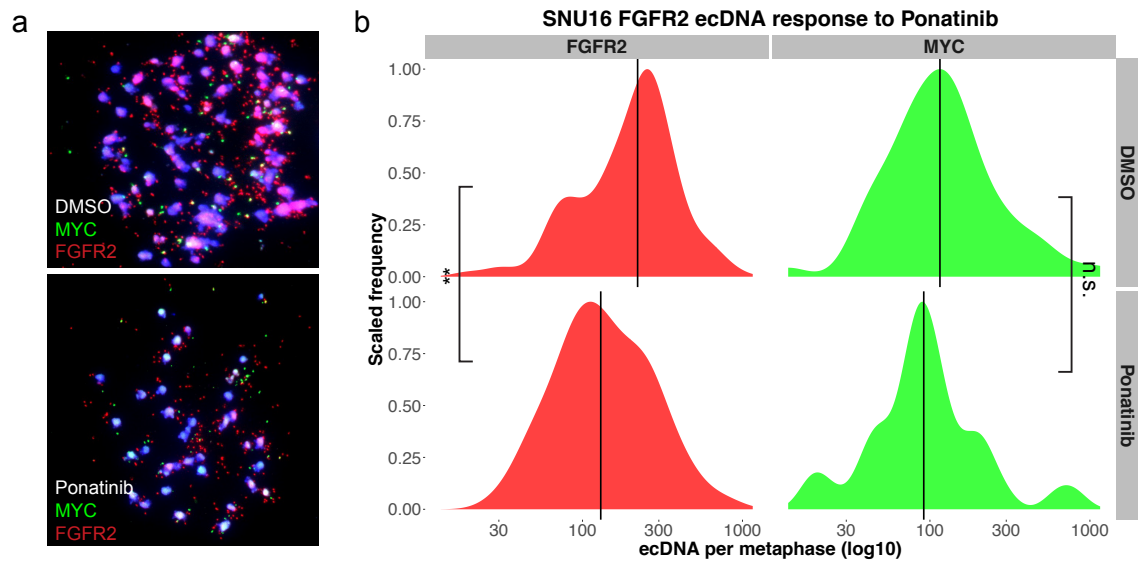 a
DMSO
MYC
FGFR2
Ponatinib
MYC
FGFR2
b
SNU16 FGFR2 ecDNA response to Ponatinib
FGFR2
MYC
1.00
0.75
0.50
0.25
0.00
1.00
0.75
0.50
0.25
0.00
Scaled frequency
**
n.s.
DMSO
Ponatinib
30
100
300
1000
30
100
300
1000
ecDNA per metaphase (log10)